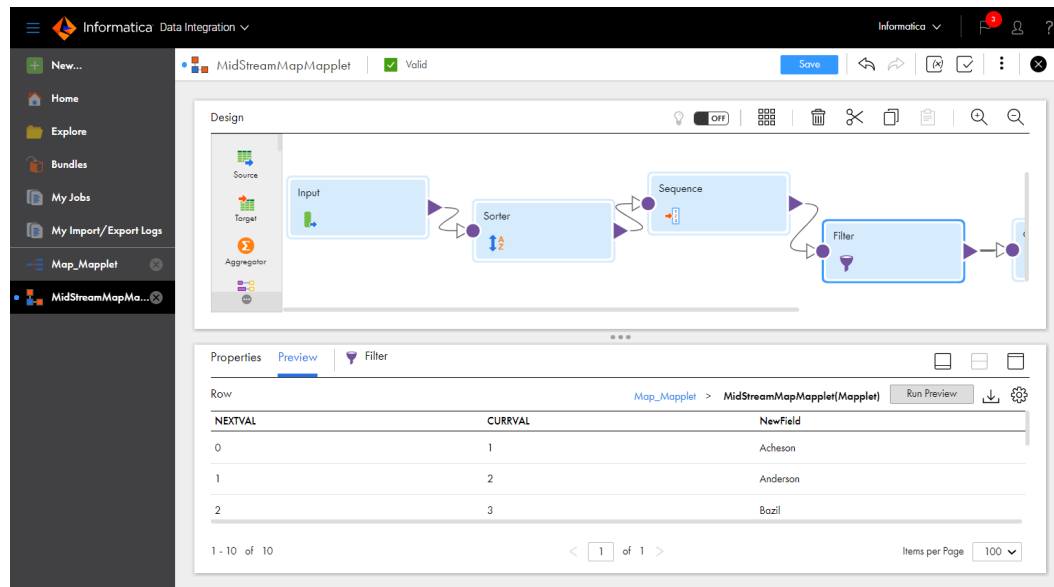 Informatica Data Integration
Informatica
3
?
New...
Home
Explore
Bundles
My Jobs
My Import/Export Logs
Map_Mapplet
MidStreamMapMa...
MidStreamMapMapplet
Valid
Save
Design
OFF
Source
Target
Σ
Aggregator
Input
Sorter
A
Z
Sequence
Filter
Properties
Preview
Filter
Row
Map_Mapplet > MidStreamMapMapplet(Mapplet)
Run Preview
NEXTVAL CURRVAL NewField
0 1 Acheson
1 2 Anderson
2 3 Bazil
1 - 10 of 10
< 1 of 1 >
Items per Page 100